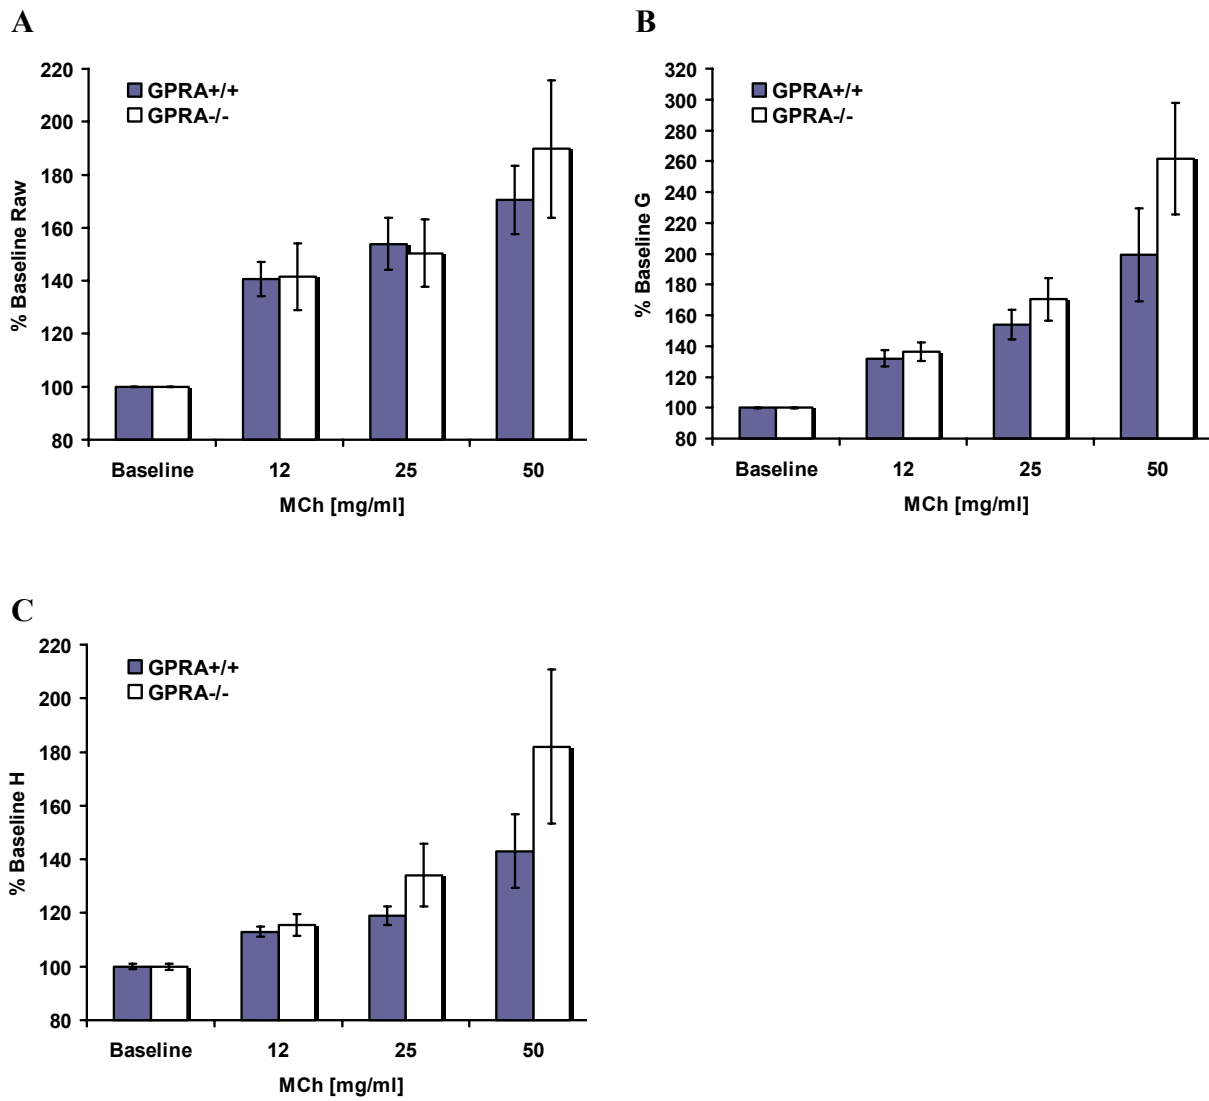 A
% Baseline Raw
220
200
180
160
140
120
100
80
GPRA+/+
GPRA-/-
Baseline 12 25 50
MCh [mg/ml]
B
% Baseline G
320
300
280
260
240
220
200
180
160
140
120
100
80
GPRA+/+
GPRA-/-
Baseline 12 25 50
MCh [mg/ml]
C
% Baseline H
220
200
180
160
140
120
100
80
GPRA+/+
GPRA-/-
Baseline 12 25 50
MCh [mg/ml]